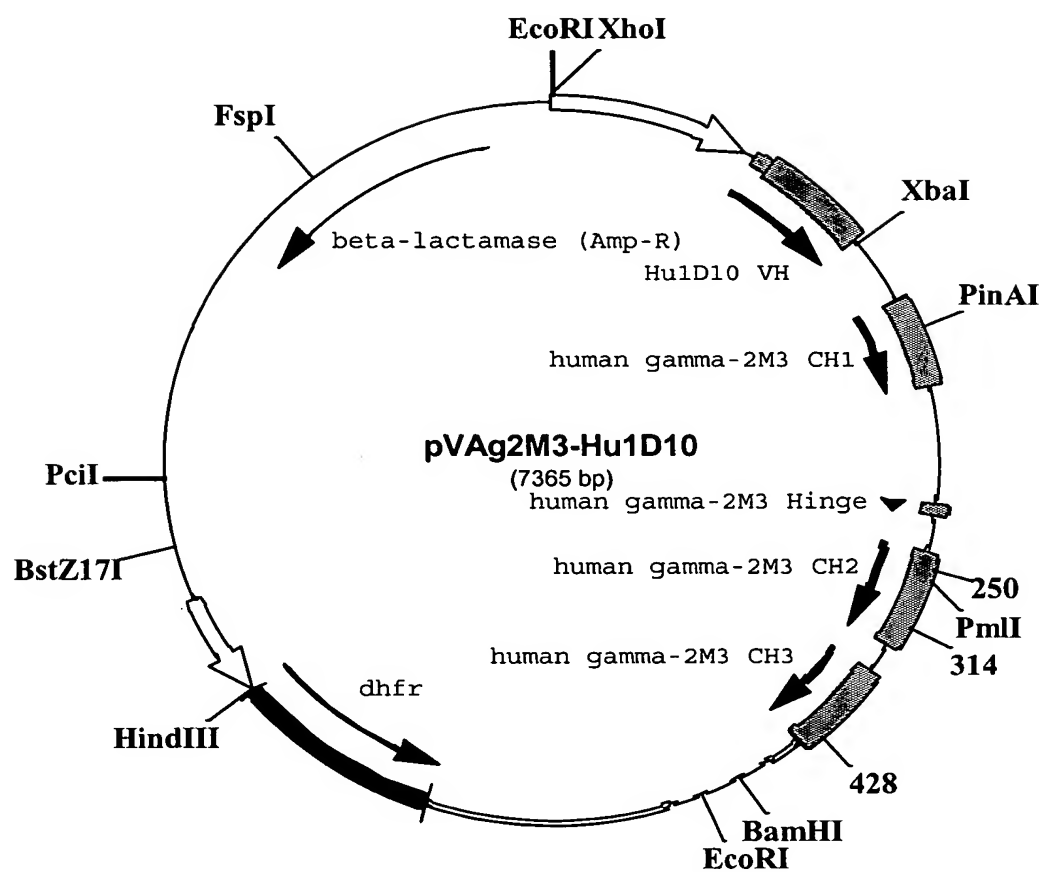 EcoRI XhoI
FspI
XbaI
beta-lactamase (Amp-R)
Hu1D10 VH
PinAI
human gamma-2M3 CH1
pVAg2M3-Hu1D10
(7365 bp)
PciI
human gamma-2M3 Hinge
BstZ17I
human gamma-2M3 CH2
250
PmlI
314
human gamma-2M3 CH3
dhfr
HindIII
428
BamHI
EcoRI